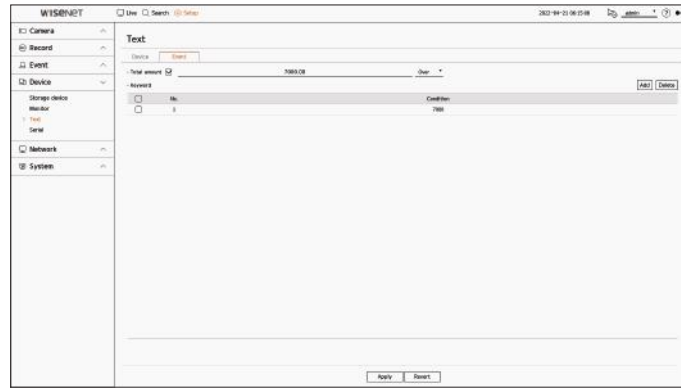 WISENET
Live Search Setup 2022-04-21 06:15:08 admin
Camera
Record
Event
Device
Storage device
Monitor
Text
Serial
Network
System
Text
Device Event
Total amount 7000.00 Over
Keyword Add Delete
No. Condition
1 7000
Apply Revert